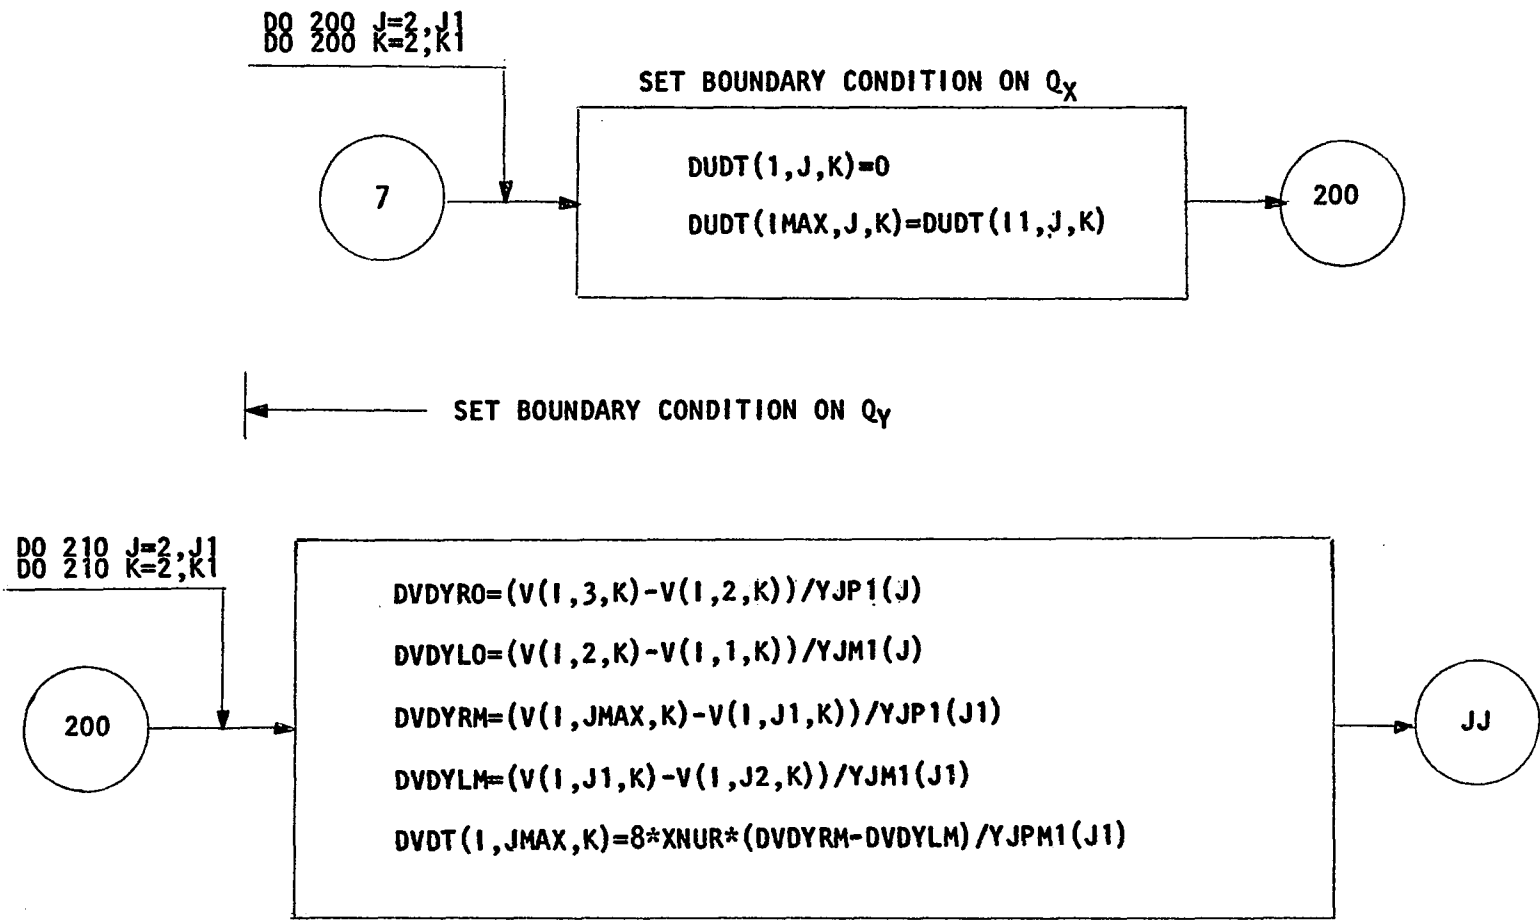 DO 200 J=2,J1
DO 200 K=2,K1
SET BOUNDARY CONDITION ON QX
7
DUDT(1,J,K)=0
DUDT(IMAX,J,K)=DUDT(I1,J,K)
200
SET BOUNDARY CONDITION ON QY
DO 210 J=2,J1
DO 210 K=2,K1
200
DVDYRO=(V(I,3,K)-V(I,2,K))/YJP1(J)
DVDYLO=(V(I,2,K)-V(I,1,K))/YJM1(J)
DVDYRM=(V(I,JMAX,K)-V(I,J1,K))/YJP1(J1)
DVDYLM=(V(I,J1,K)-V(I,J2,K))/YJM1(J1)
DVDT(I,JMAX,K)=8*XNUR*(DVDYRM-DVDYLM)/YJPM1(J1)
JJ